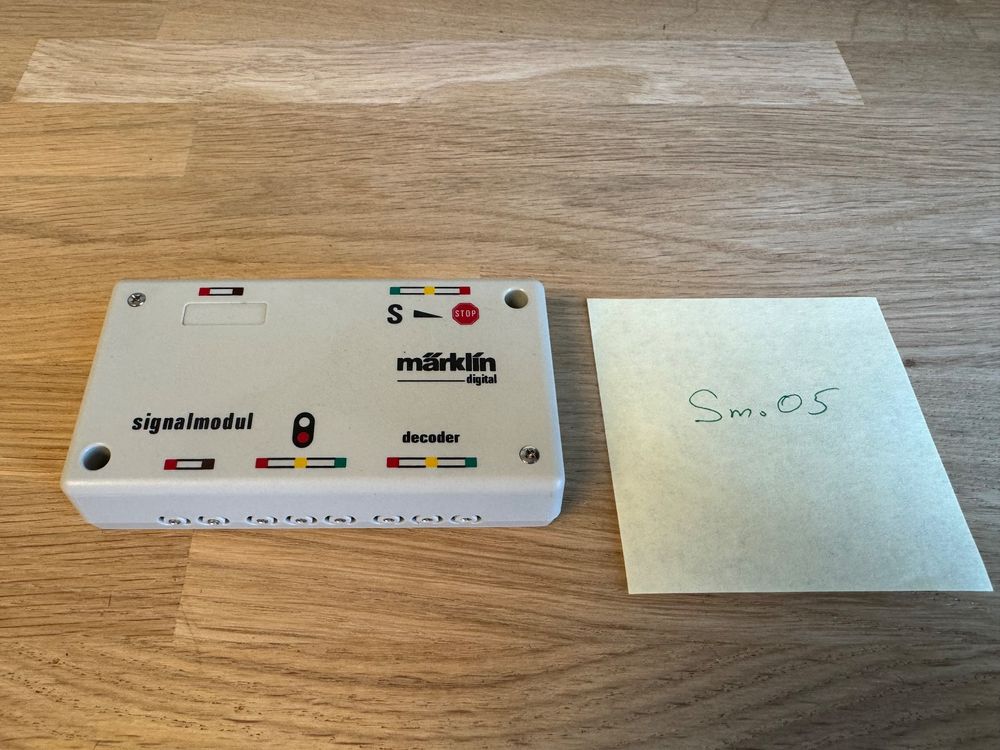 S STOP
märklin
digital
signalmodul
decoder
Sm.05